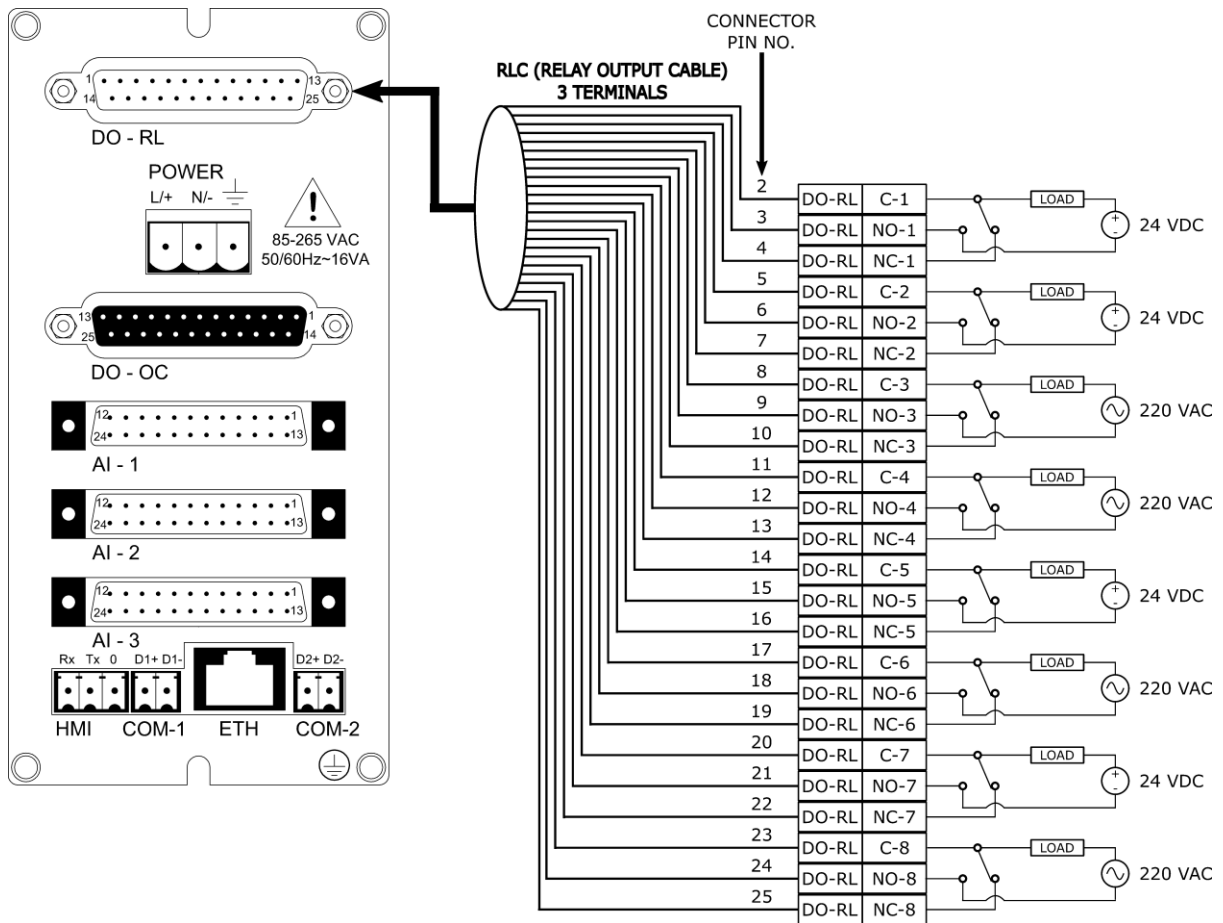 1 13
14 25
DO - RL
POWER
L/+ N/-
!
85-265 VAC
50/60Hz~16VA
13 1
25 14
DO - OC
12 1
24 13
AI - 1
12 1
24 13
AI - 2
12 1
24 13
AI - 3
Rx Tx 0 D1+ D1- D2+ D2-
HMI COM-1 ETH COM-2
CONNECTOR
PIN NO.
RLC (RELAY OUTPUT CABLE)
3 TERMINALS
2 DO-RL C-1 LOAD
3 DO-RL NO-1 + - 24 VDC
4 DO-RL NC-1
5 DO-RL C-2 LOAD
6 DO-RL NO-2 + - 24 VDC
7 DO-RL NC-2
8 DO-RL C-3 LOAD
9 DO-RL NO-3 220 VAC
10 DO-RL NC-3
11 DO-RL C-4 LOAD
12 DO-RL NO-4 220 VAC
13 DO-RL NC-4
14 DO-RL C-5 LOAD
15 DO-RL NO-5 + - 24 VDC
16 DO-RL NC-5
17 DO-RL C-6 LOAD
18 DO-RL NO-6 220 VAC
19 DO-RL NC-6
20 DO-RL C-7 LOAD
21 DO-RL NO-7 + - 24 VDC
22 DO-RL NC-7
23 DO-RL C-8 LOAD
24 DO-RL NO-8 220 VAC
25 DO-RL NC-8